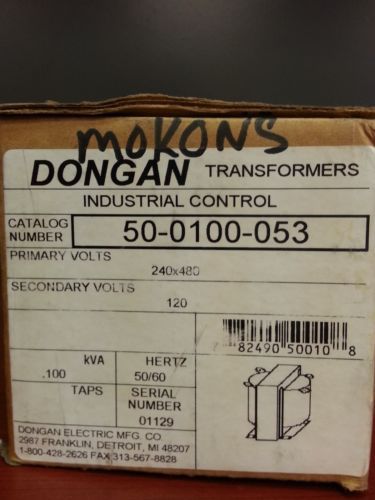 MOKONS
DONGAN TRANSFORMERS
INDUSTRIAL CONTROL
CATALOG NUMBER 50-0100-053
PRIMARY VOLTS
240x480
SECONDARY VOLTS
120
7 82490 50010 8
kVA HERTZ
.100 50/60
TAPS SERIAL NUMBER
01129
DONGAN ELECTRIC MFG. CO.
2987 FRANKLIN, DETROIT, MI 48207
1-800-428-2626 FAX 313-567-8828